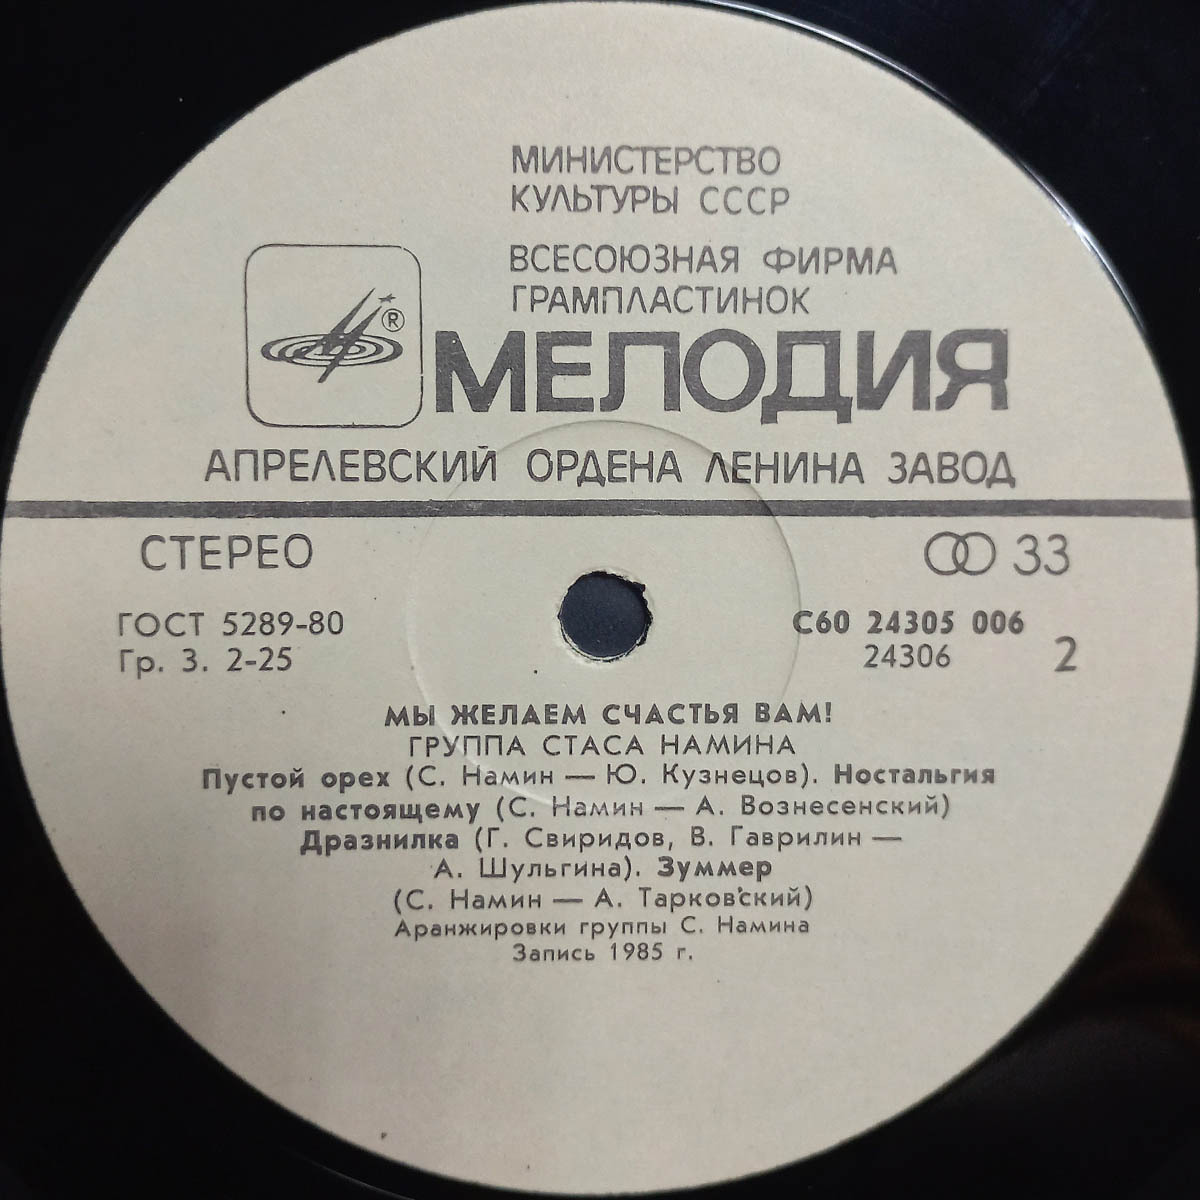 МИНИСТЕРСТВО
КУЛЬТУРЫ СССР
ВСЕСОЮЗНАЯ ФИРМА
ГРАМПЛАСТИНОК
®
МЕЛОДИЯ
АПРЕЛЕВСКИЙ ОРДЕНА ЛЕНИНА ЗАВОД
СТЕРЕО
33
ГОСТ 5289-80
Гр. 3. 2-25
С60 24305 006
24306
2
МЫ ЖЕЛАЕМ СЧАСТЬЯ ВАМ!
ГРУППА СТАСА НАМИНА
Пустой орех (С. Намин — Ю. Кузнецов). Ностальгия
по настоящему (С. Намин — А. Вознесенский)
Дразнилка (Г. Свиридов, В. Гаврилин —
А. Шульгина). Зуммер
(С. Намин — А. Тарковский)
Аранжировки группы С. Намина
Запись 1985 г.